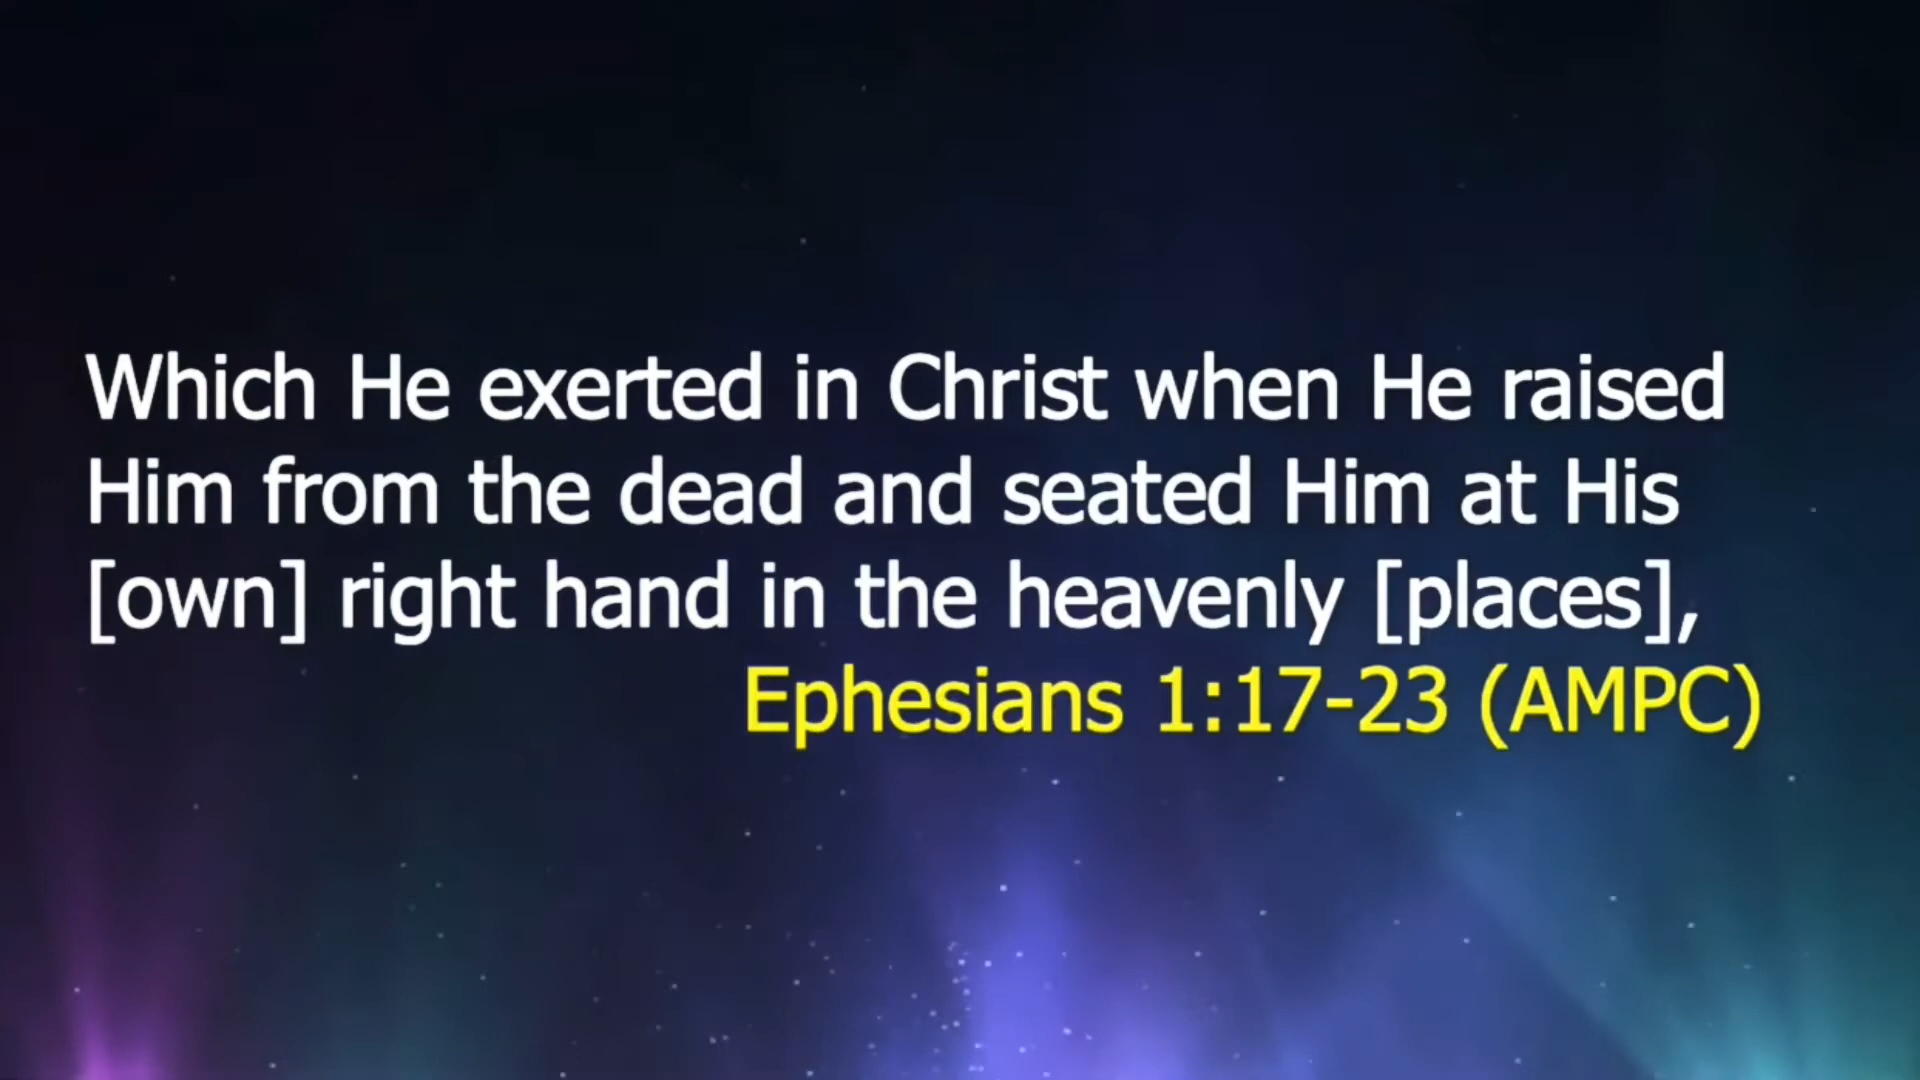 Which He exerted in Christ when He raised
Him from the dead and seated Him at His
[own] right hand in the heavenly [places],
Ephesians 1:17-23 (AMPC)